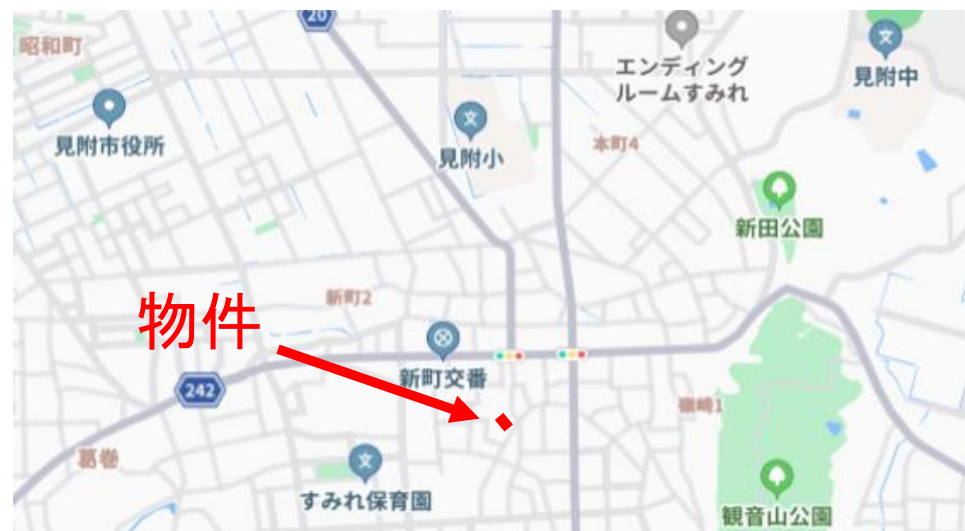 20
昭和町
エンディング
ルームすみれ
見附中
見附市役所
見附小
本町4
新田公園
新町2
物件
新町交番
242
葛巻
すみれ保育園
観音山公園